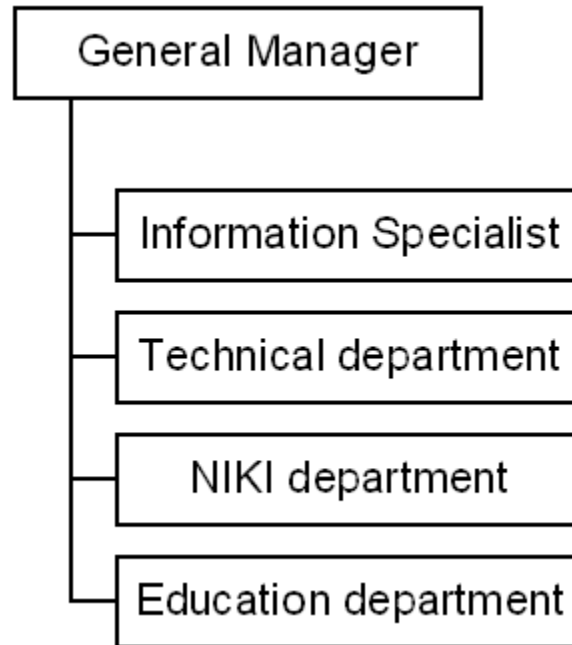 General Manager
Information Specialist
Technical department
NIKI department
Education department